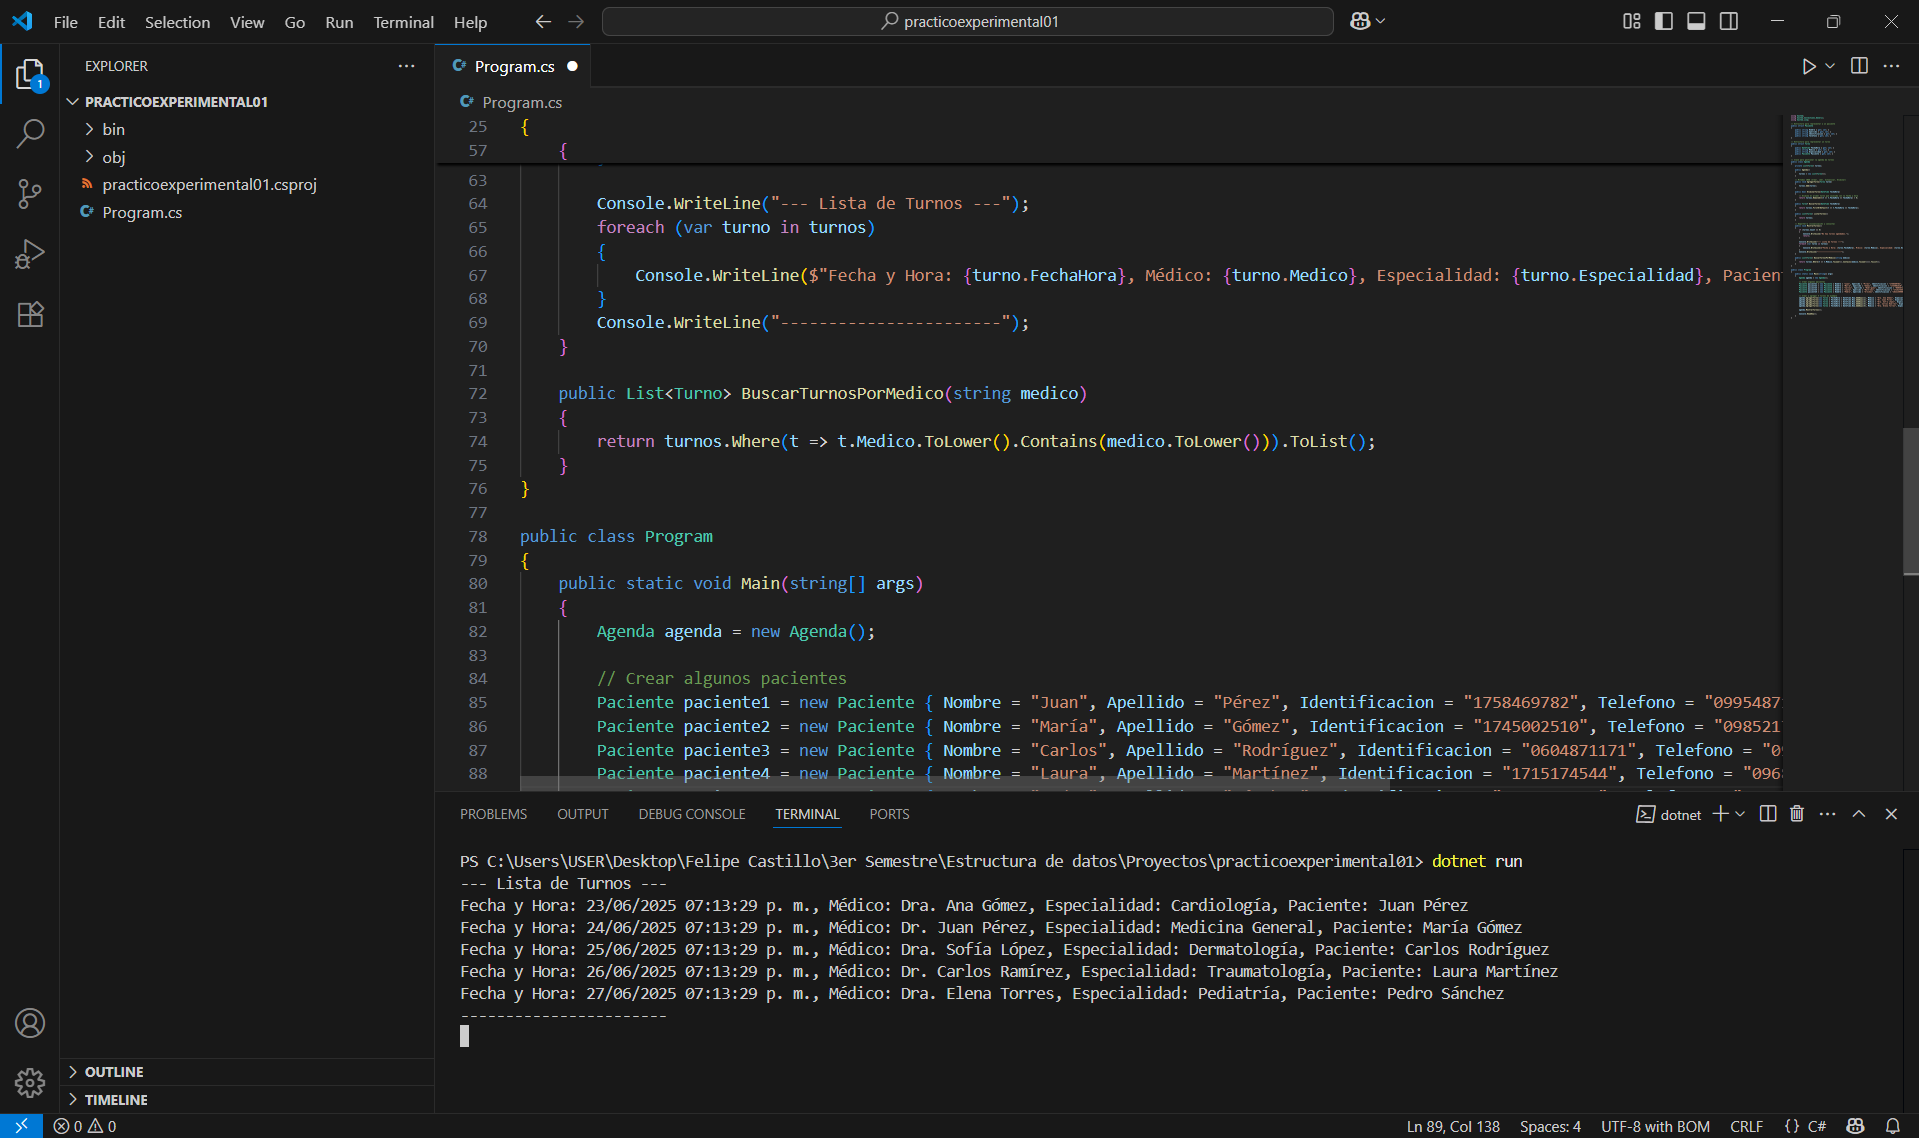 File Edit Selection View Go Run Terminal Help
practicoexperimental01
EXPLORER
PRACTICOEXPERIMENTAL01
bin
obj
practicoexperimental01.csproj
Program.cs
OUTLINE
TIMELINE
Program.cs
Program.cs
25 {
57 {
63
64 Console.WriteLine("--- Lista de Turnos ---");
65 foreach (var turno in turnos)
66 {
67 Console.WriteLine($"Fecha y Hora: {turno.FechaHora}, Médico: {turno.Medico}, Especialidad: {turno.Especialidad}, Pacien
68 }
69 Console.WriteLine("-----------------------");
70 }
71
72 public List<Turno> BuscarTurnosPorMedico(string medico)
73 {
74 return turnos.Where(t => t.Medico.ToLower().Contains(medico.ToLower())).ToList();
75 }
76 }
77
78 public class Program
79 {
80 public static void Main(string[] args)
81 {
82 Agenda agenda = new Agenda();
83
84 // Crear algunos pacientes
85 Paciente paciente1 = new Paciente { Nombre = "Juan", Apellido = "Pérez", Identificacion = "1758469782", Telefono = "0995487
86 Paciente paciente2 = new Paciente { Nombre = "María", Apellido = "Gómez", Identificacion = "1745002510", Telefono = "098521
87 Paciente paciente3 = new Paciente { Nombre = "Carlos", Apellido = "Rodríguez", Identificacion = "0604871171", Telefono = "09
88 Paciente paciente4 = new Paciente { Nombre = "Laura", Apellido = "Martínez", Identificacion = "1715174544", Telefono = "096
PROBLEMS OUTPUT DEBUG CONSOLE TERMINAL PORTS
dotnet
PS C:\Users\USER\Desktop\Felipe Castillo\3er Semestre\Estructura de datos\Proyectos\practicoexperimental01> dotnet run
--- Lista de Turnos ---
Fecha y Hora: 23/06/2025 07:13:29 p. m., Médico: Dra. Ana Gómez, Especialidad: Cardiología, Paciente: Juan Pérez
Fecha y Hora: 24/06/2025 07:13:29 p. m., Médico: Dr. Juan Pérez, Especialidad: Medicina General, Paciente: María Gómez
Fecha y Hora: 25/06/2025 07:13:29 p. m., Médico: Dra. Sofía López, Especialidad: Dermatología, Paciente: Carlos Rodríguez
Fecha y Hora: 26/06/2025 07:13:29 p. m., Médico: Dr. Carlos Ramírez, Especialidad: Traumatología, Paciente: Laura Martínez
Fecha y Hora: 27/06/2025 07:13:29 p. m., Médico: Dra. Elena Torres, Especialidad: Pediatría, Paciente: Pedro Sánchez
-----------------------
0 0 Ln 89, Col 138 Spaces: 4 UTF-8 with BOM CRLF {} C#